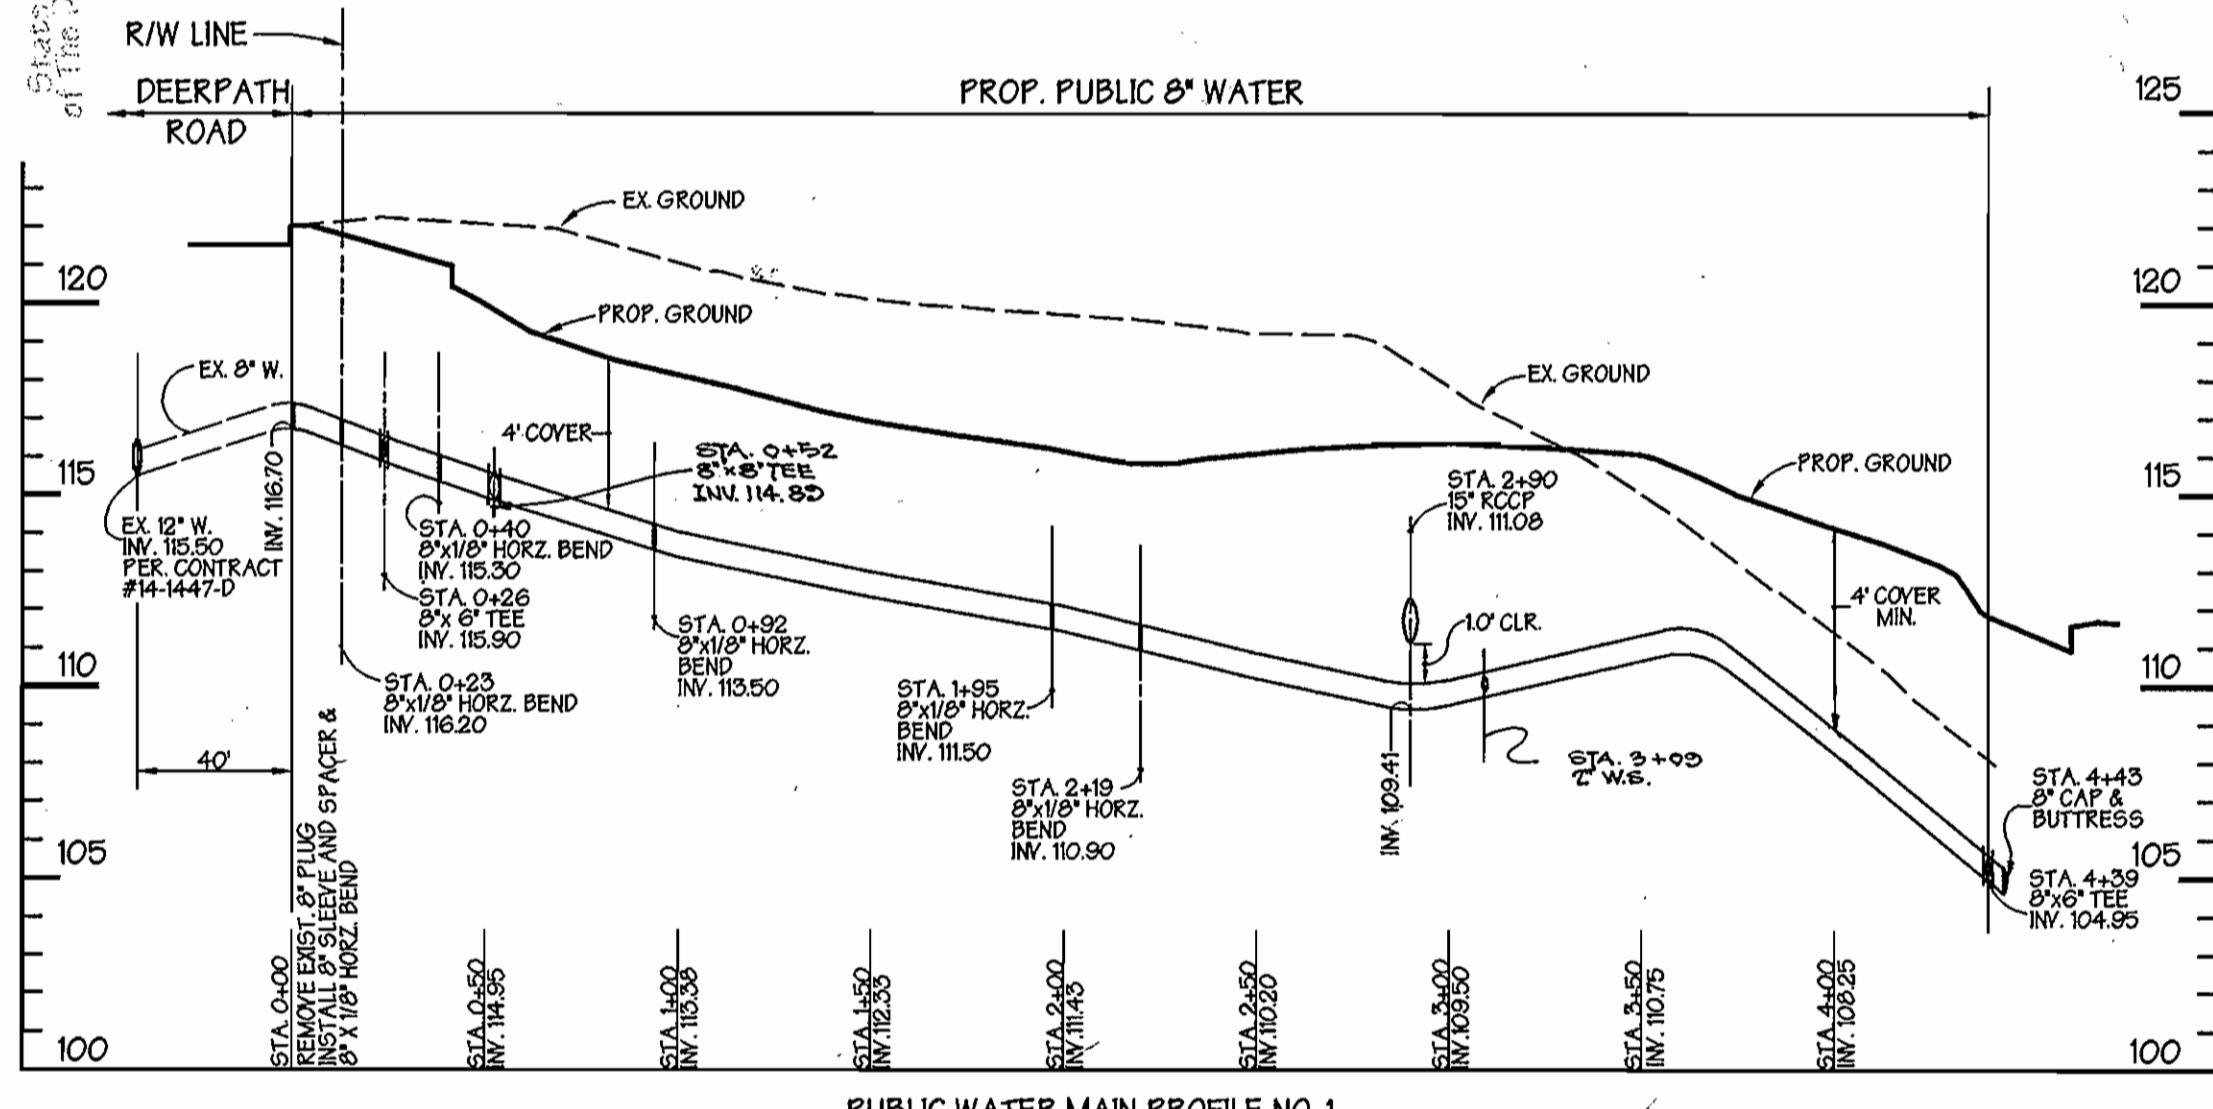 R/W LINE
DEERPATH
ROAD
PROP. PUBLIC 8" WATER
125
EX. GROUND
120
120
PROP. GROUND
EX. 8" W.
4' COVER
EX. GROUND
115
115
STA. 0+52
8"x8" TEE
INV. 114.89
STA. 2+90
15" RCCP
INV. 111.08
PROP. GROUND
EX. 12" W.
INV. 115.50
PER. CONTRACT
#14-1447-D
INV. 116.70
STA. 0+40
8"x1/8" HORZ. BEND
INV. 115.30
STA. 0+26
8"x 6" TEE
INV. 115.90
STA. 0+92
8"x1/8" HORZ.
BEND
INV. 113.50
1.0' CLR.
4' COVER
MIN.
110
110
STA. 0+23
8"x1/8" HORZ. BEND
INV. 116.20
STA. 1+95
8"x1/8" HORZ.
BEND
INV. 111.50
40'
STA. 2+19
8"x1/8" HORZ.
BEND
INV. 110.90
INV. 109.41
STA. 3+09
2" W.S.
STA. 4+43
8" CAP &
BUTTRESS
105
105
STA. 4+39
8"x6" TEE
INV. 104.95
100
STA. 0+00
REMOVE EXIST. 8" PLUG
INSTALL 8" SLEEVE AND SPACER &
8" X 1/8" HORZ. BEND
STA. 0+50
INV. 114.95
STA. 1+00
INV. 113.38
STA. 1+50
INV. 112.33
STA. 2+00
INV. 111.43
STA. 2+50
INV. 110.20
STA. 3+00
INV. 109.50
STA. 3+50
INV. 110.75
STA. 4+00
INV. 108.25
100
PUBLIC WATER MAIN PROFILE NO. 1